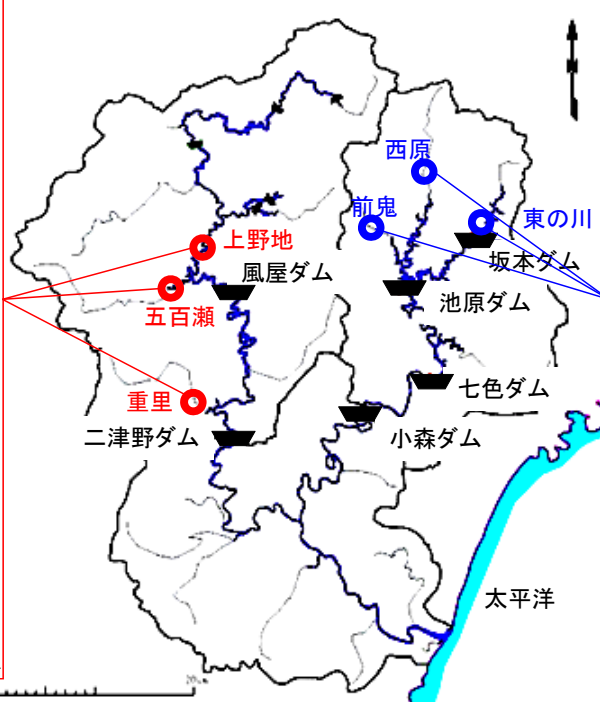 西原
前鬼
東の川
上野地
坂本ダム
風屋ダム
池原ダム
五百瀬
七色ダム
重里
二津野ダム
小森ダム
太平洋